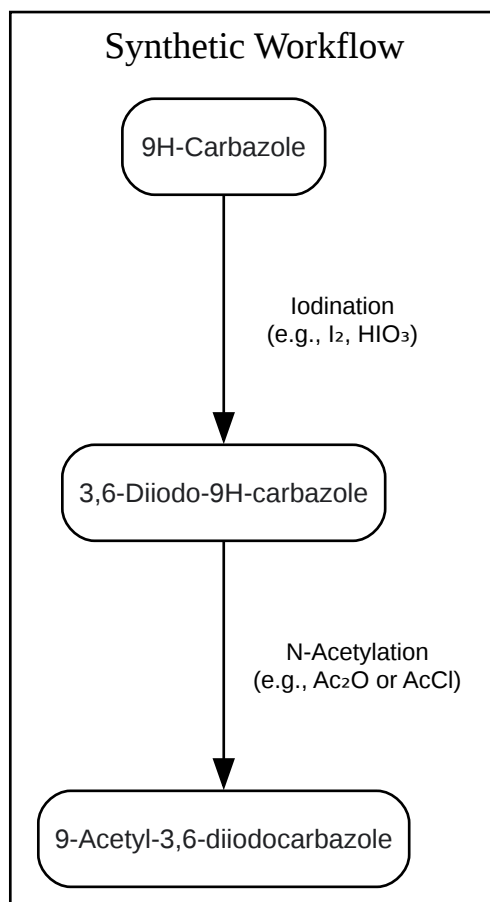 Synthetic Workflow
9H-Carbazole
Iodination
(e.g., I₂, HIO₃)
3,6-Diiodo-9H-carbazole
N-Acetylation
(e.g., Ac₂O or AcCl)
9-Acetyl-3,6-diiodocarbazole